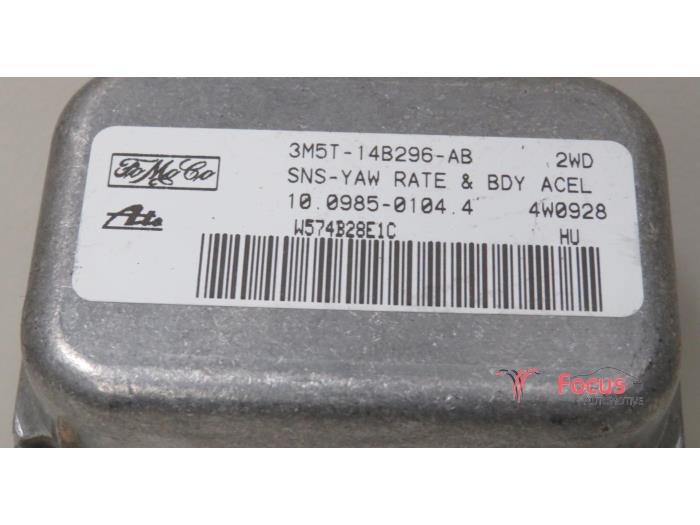 3M5T-14B296-AB 2WD
FoMoCo
SNS-YAW RATE & BDY ACEL
Ate
10.0985-0104.4 4W0928
W574B28E1C HU
Focus
AUTOMOTIVE